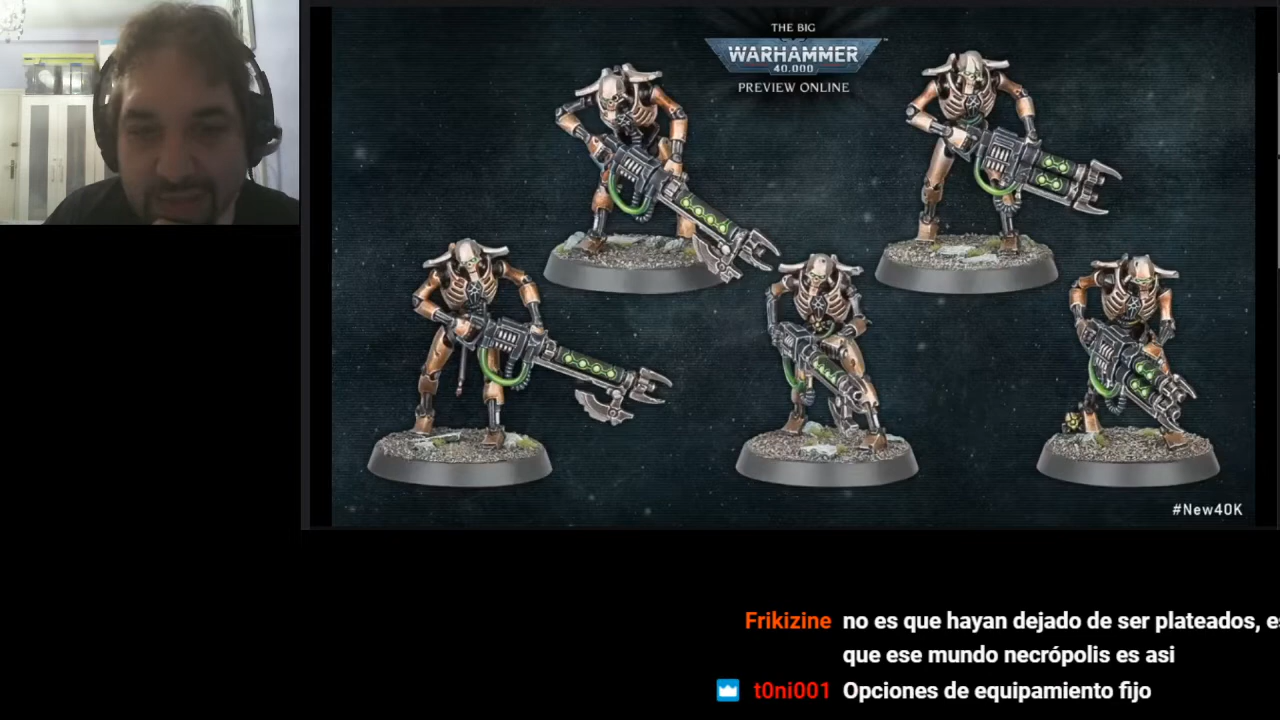 THE BIG
WARHAMMER
40,000
PREVIEW ONLINE
#New40K
Frikizine no es que hayan dejado de ser plateados, es
que ese mundo necrópolis es asi
t0ni001 Opciones de equipamiento fijo